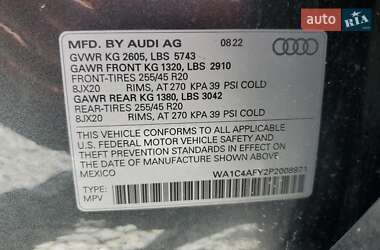 auto RIA
MFD. BY AUDI AG 08.22
GVWR KG 2605, LBS 5743
GAWR FRONT KG 1320, LBS 2910
FRONT-TIRES 255/45 R20
8JX20 RIMS, AT 270 KPA 39 PSI COLD
GAWR REAR KG 1380, LBS 3042
REAR-TIRES 255/45 R20
8JX20 RIMS, AT 270 KPA 39 PSI COLD
THIS VEHICLE CONFORMS TO ALL APPLICABLE
U.S. FEDERAL MOTOR VEHICLE SAFETY AND
THEFT PREVENTION STANDARDS IN EFFECT ON THE
DATE OF MANUFACTURE SHOWN ABOVE.
MEXICO WA1C4AFY2P2008871
TYPE:
MPV